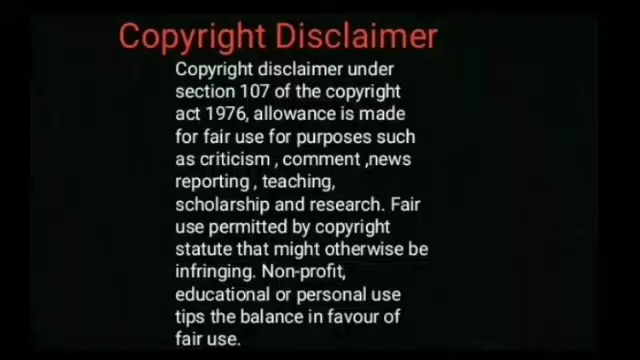 Copyright Disclaimer
Copyright disclaimer under
section 107 of the copyright
act 1976, allowance is made
for fair use for purposes such
as criticism , comment ,news
reporting , teaching,
scholarship and research. Fair
use permitted by copyright
statute that might otherwise be
infringing. Non-profit,
educational or personal use
tips the balance in favour of
fair use.